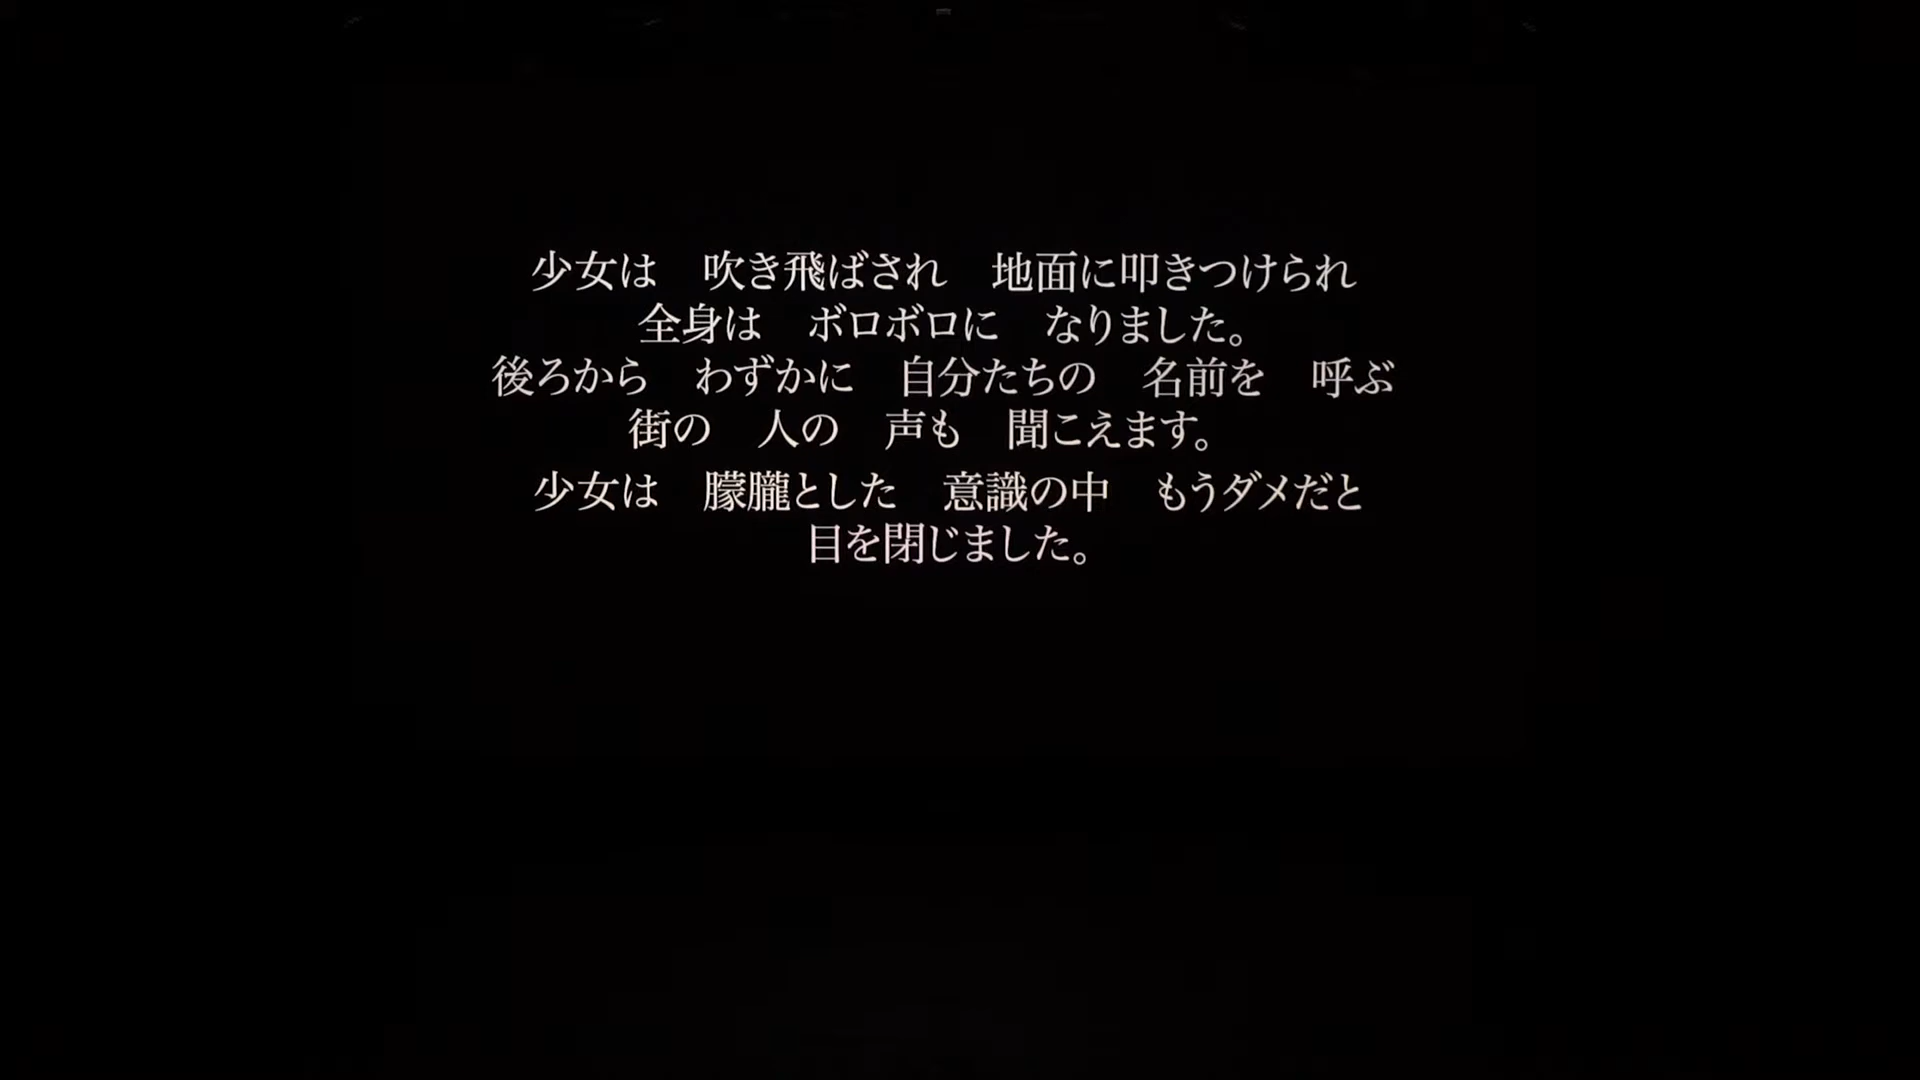 少女は　吹き飛ばされ　地面に叩きつけられ
全身は　ボロボロに　なりました。
後ろから　わずかに　自分たちの　名前を　呼ぶ
街の　人の　声も　聞こえます。
少女は　朦朧とした　意識の中　もうダメだと
目を閉じました。